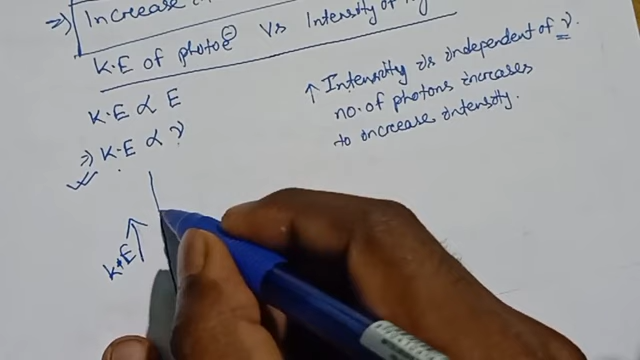 ⇒) Increase
K.E of photoe⊖ Vs Intensity of
K.E ∝ E
⇒) K.E ∝ ν
K*E
↑ Intensity is independent of ν.
no. of photons increases
to increase intensity.